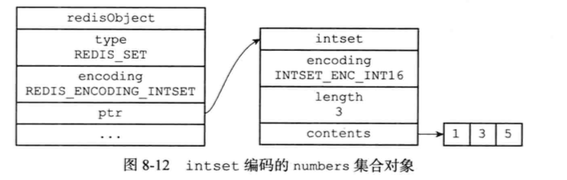 redisObject
type
REDIS_SET
encoding
REDIS_ENCODING_INTSET
ptr
...
intset
encoding
INTSET_ENC_INT16
length
3
contents
1 3 5
图 8-12 intset 编码的 numbers 集合对象